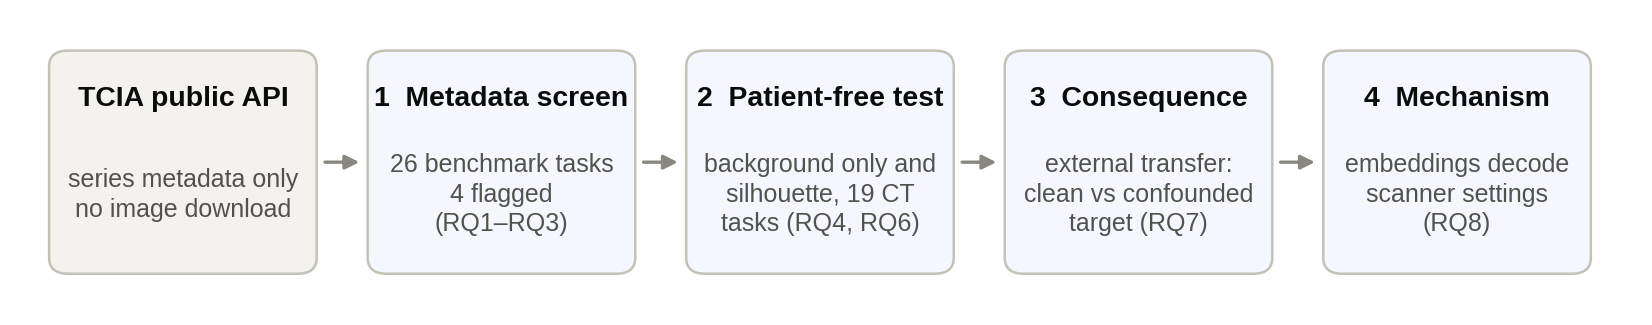 TCIA public API
series metadata only
no image download
1 Metadata screen
26 benchmark tasks
4 flagged
(RQ1–RQ3)
2 Patient-free test
background only and
silhouette, 19 CT
tasks (RQ4, RQ6)
3 Consequence
external transfer:
clean vs confounded
target (RQ7)
4 Mechanism
embeddings decode
scanner settings
(RQ8)